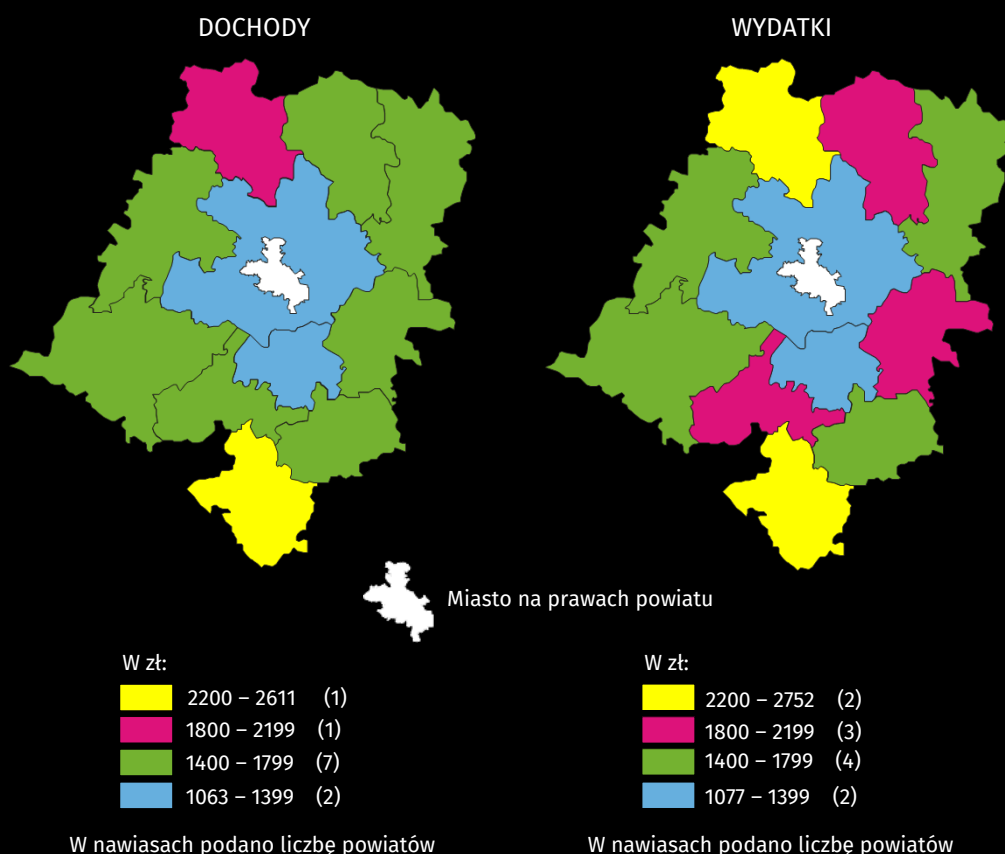 DOCHODY
WYDATKI
Miasto na prawach powiatu
W zł:
2200 – 2611 (1)
1800 – 2199 (1)
1400 – 1799 (7)
1063 – 1399 (2)
W nawiasach podano liczbę powiatów
W zł:
2200 – 2752 (2)
1800 – 2199 (3)
1400 – 1799 (4)
1077 – 1399 (2)
W nawiasach podano liczbę powiatów